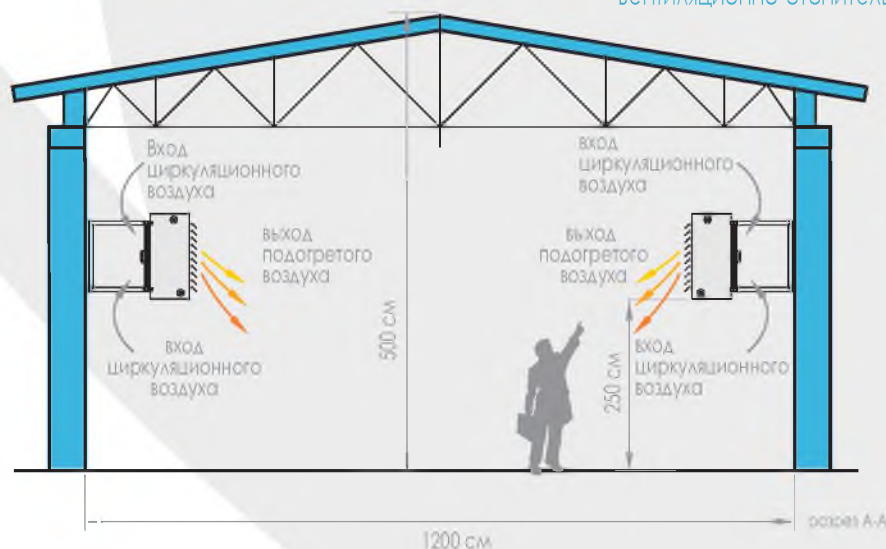 Вход
циркуляционного
воздуха
вход
циркуляционного
воздуха
выход
подогретого
воздуха
выход
подогретого
воздуха
500 см
250 см
вход
циркуляционного
воздуха
вход
циркуляционного
воздуха
разрез А-А
1200 см